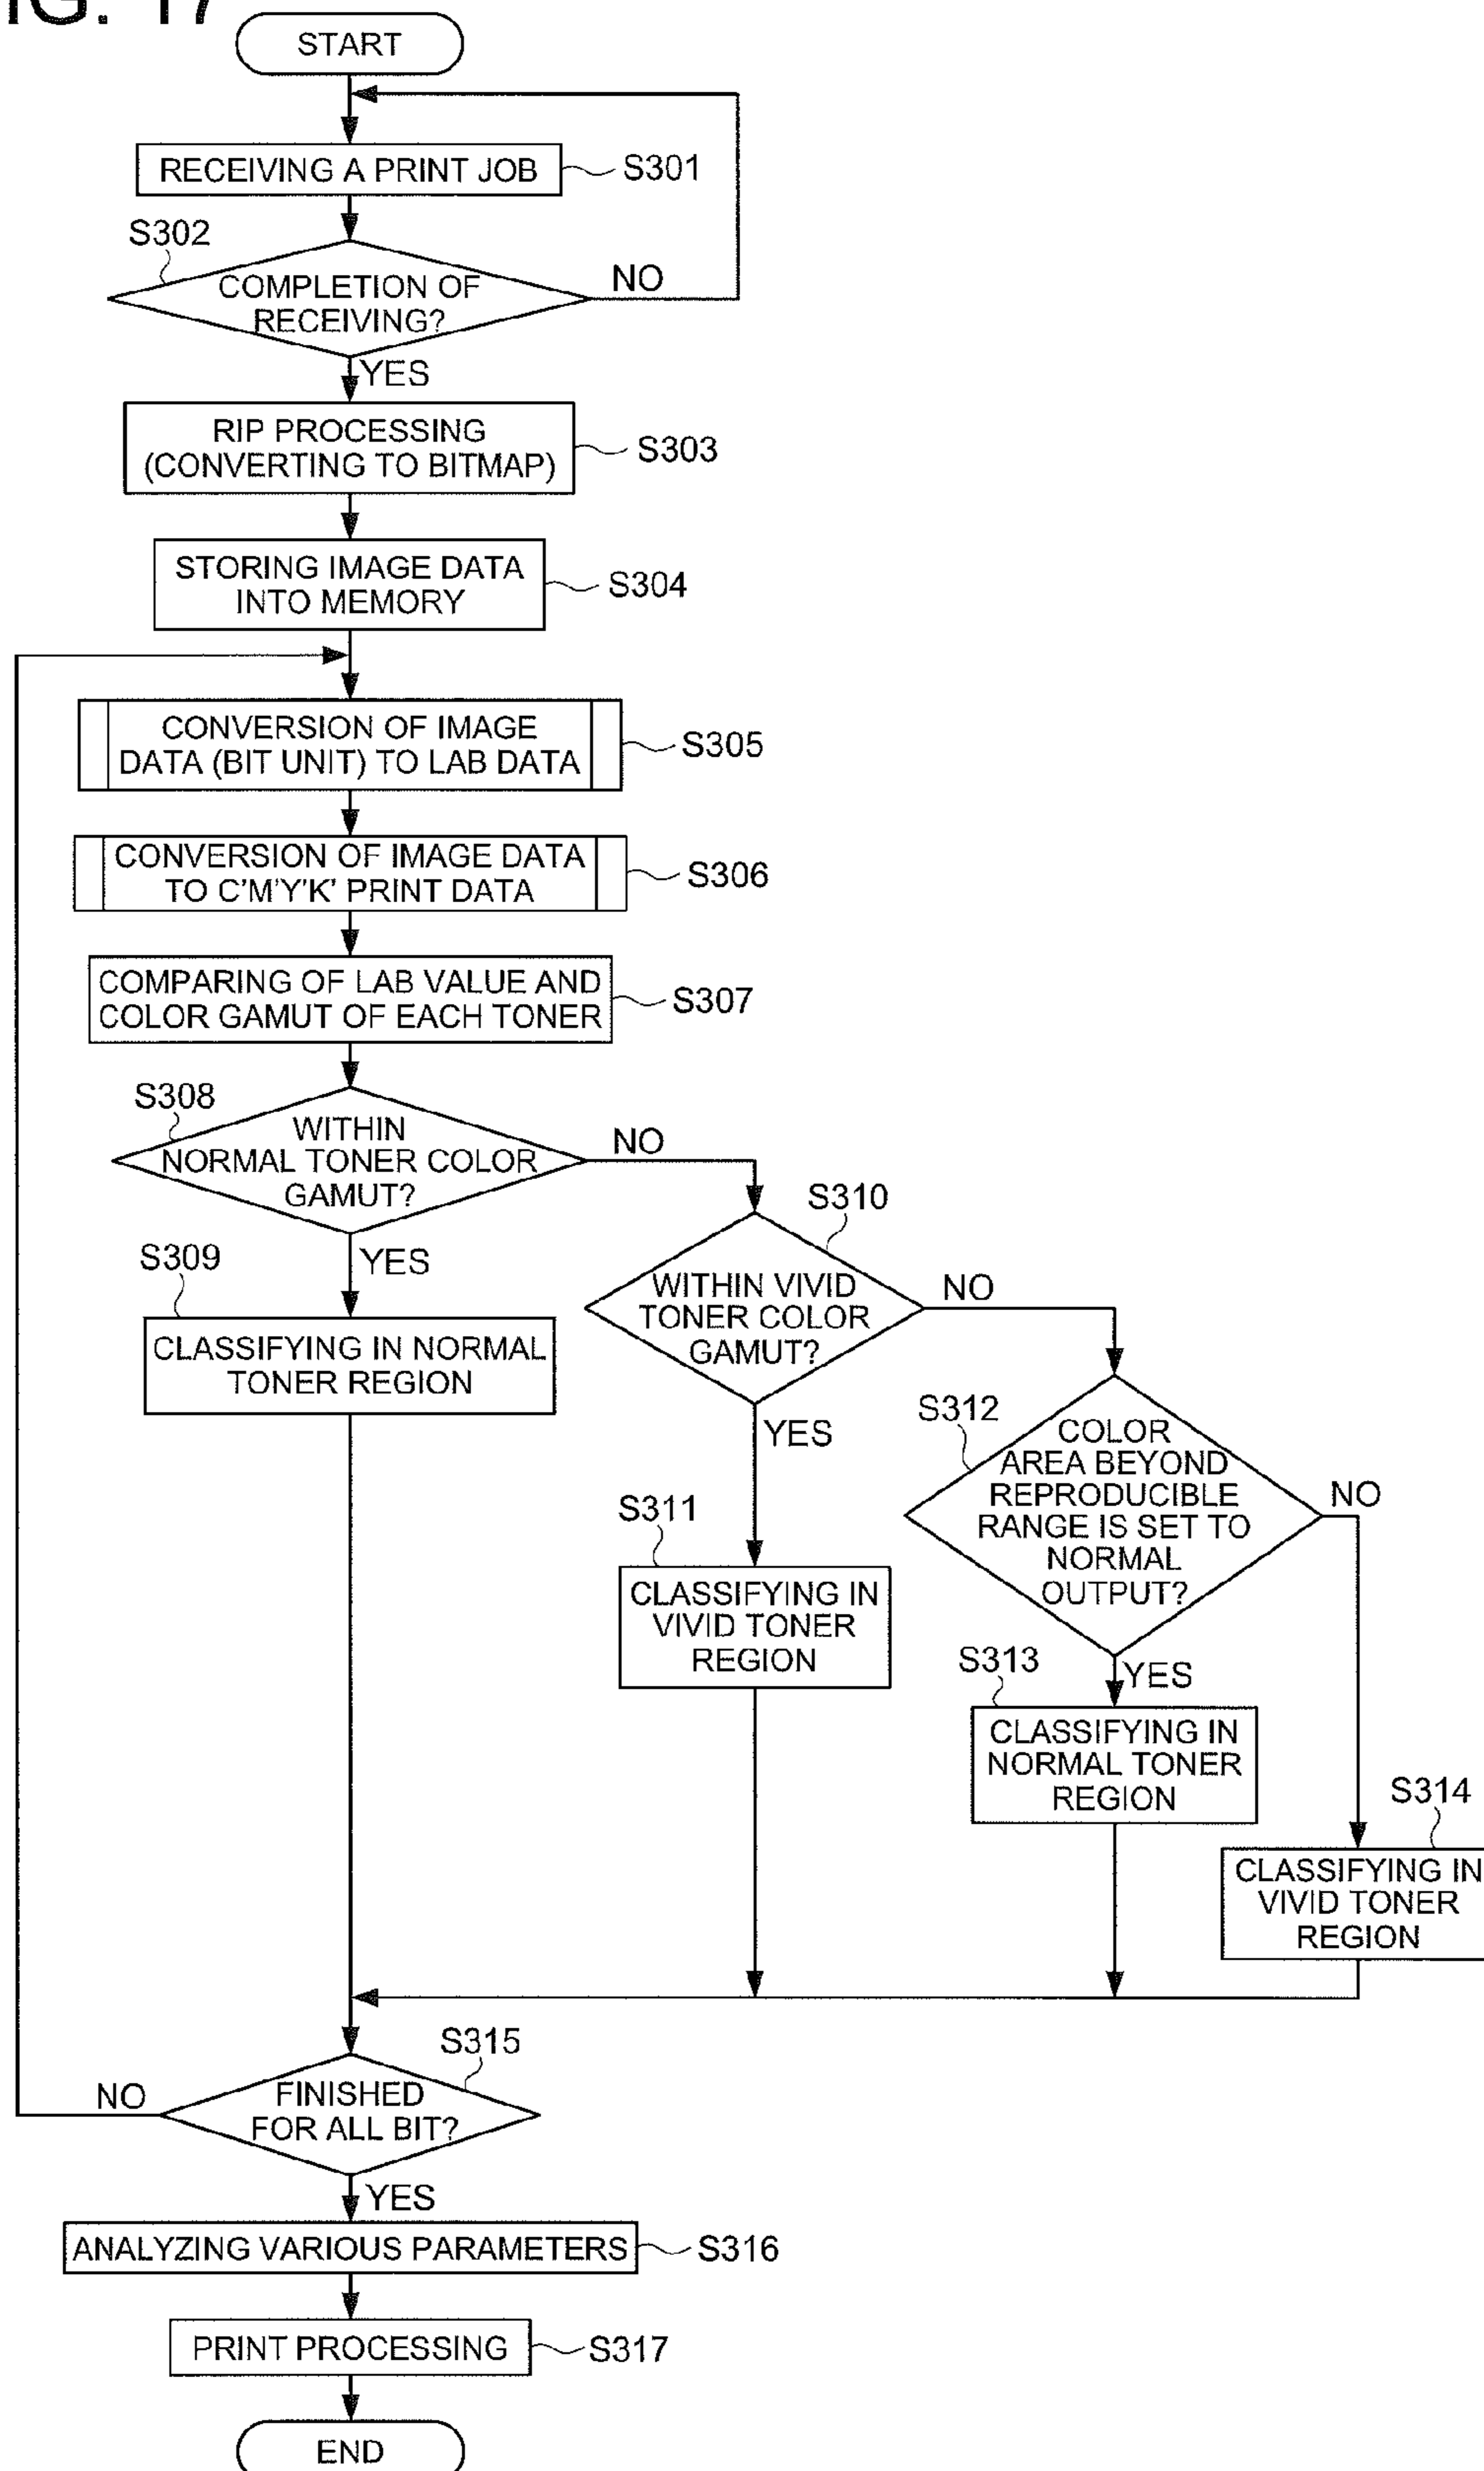 FIG. 17
START
RECEIVING A PRINT JOB
S301
S302
COMPLETION OF
RECEIVING?
NO
YES
RIP PROCESSING
(CONVERTING TO BITMAP)
S303
STORING IMAGE DATA
INTO MEMORY
S304
CONVERSION OF IMAGE
DATA (BIT UNIT) TO LAB DATA
S305
CONVERSION OF IMAGE DATA
TO C'M'Y'K' PRINT DATA
S306
COMPARING OF LAB VALUE AND
COLOR GAMUT OF EACH TONER
S307
S308
WITHIN
NORMAL TONER COLOR
GAMUT?
NO
YES
S309
CLASSIFYING IN NORMAL
TONER REGION
S310
WITHIN VIVID
TONER COLOR
GAMUT?
NO
YES
S311
CLASSIFYING IN
VIVID TONER
REGION
S312
COLOR
AREA BEYOND
REPRODUCIBLE
RANGE IS SET TO
NORMAL
OUTPUT?
NO
YES
S313
CLASSIFYING IN
NORMAL TONER
REGION
S314
CLASSIFYING IN
VIVID TONER
REGION
S315
FINISHED
FOR ALL BIT?
NO
YES
ANALYZING VARIOUS PARAMETERS
S316
PRINT PROCESSING
S317
END